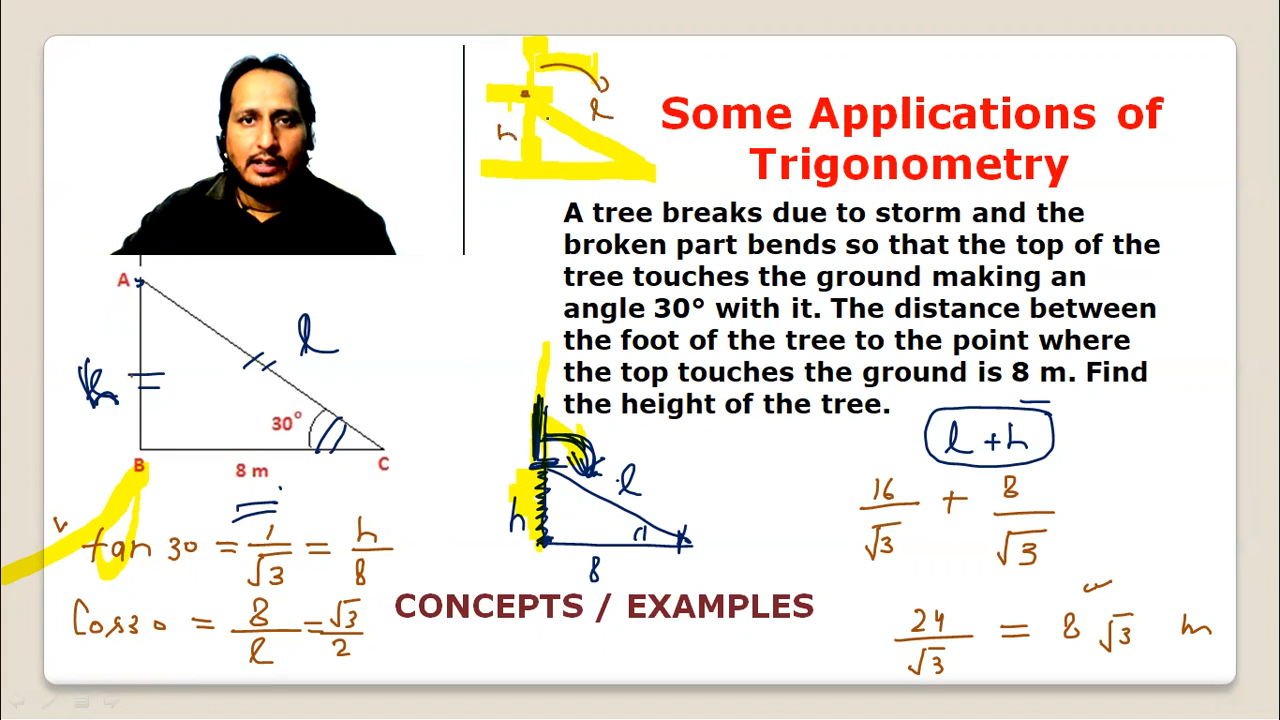 h
l
Some Applications of
Trigonometry
A tree breaks due to storm and the
broken part bends so that the top of the
tree touches the ground making an
angle 30° with it. The distance between
the foot of the tree to the point where
the top touches the ground is 8 m. Find
the height of the tree.
A
l
h
30°
B
8 m
C
l + h
h
l
8
16/√3 + 8/√3
tan 30 = 1/√3 = h/8
Cos30 = 8/l = √3/2
CONCEPTS / EXAMPLES
24/√3 = 8√3 m